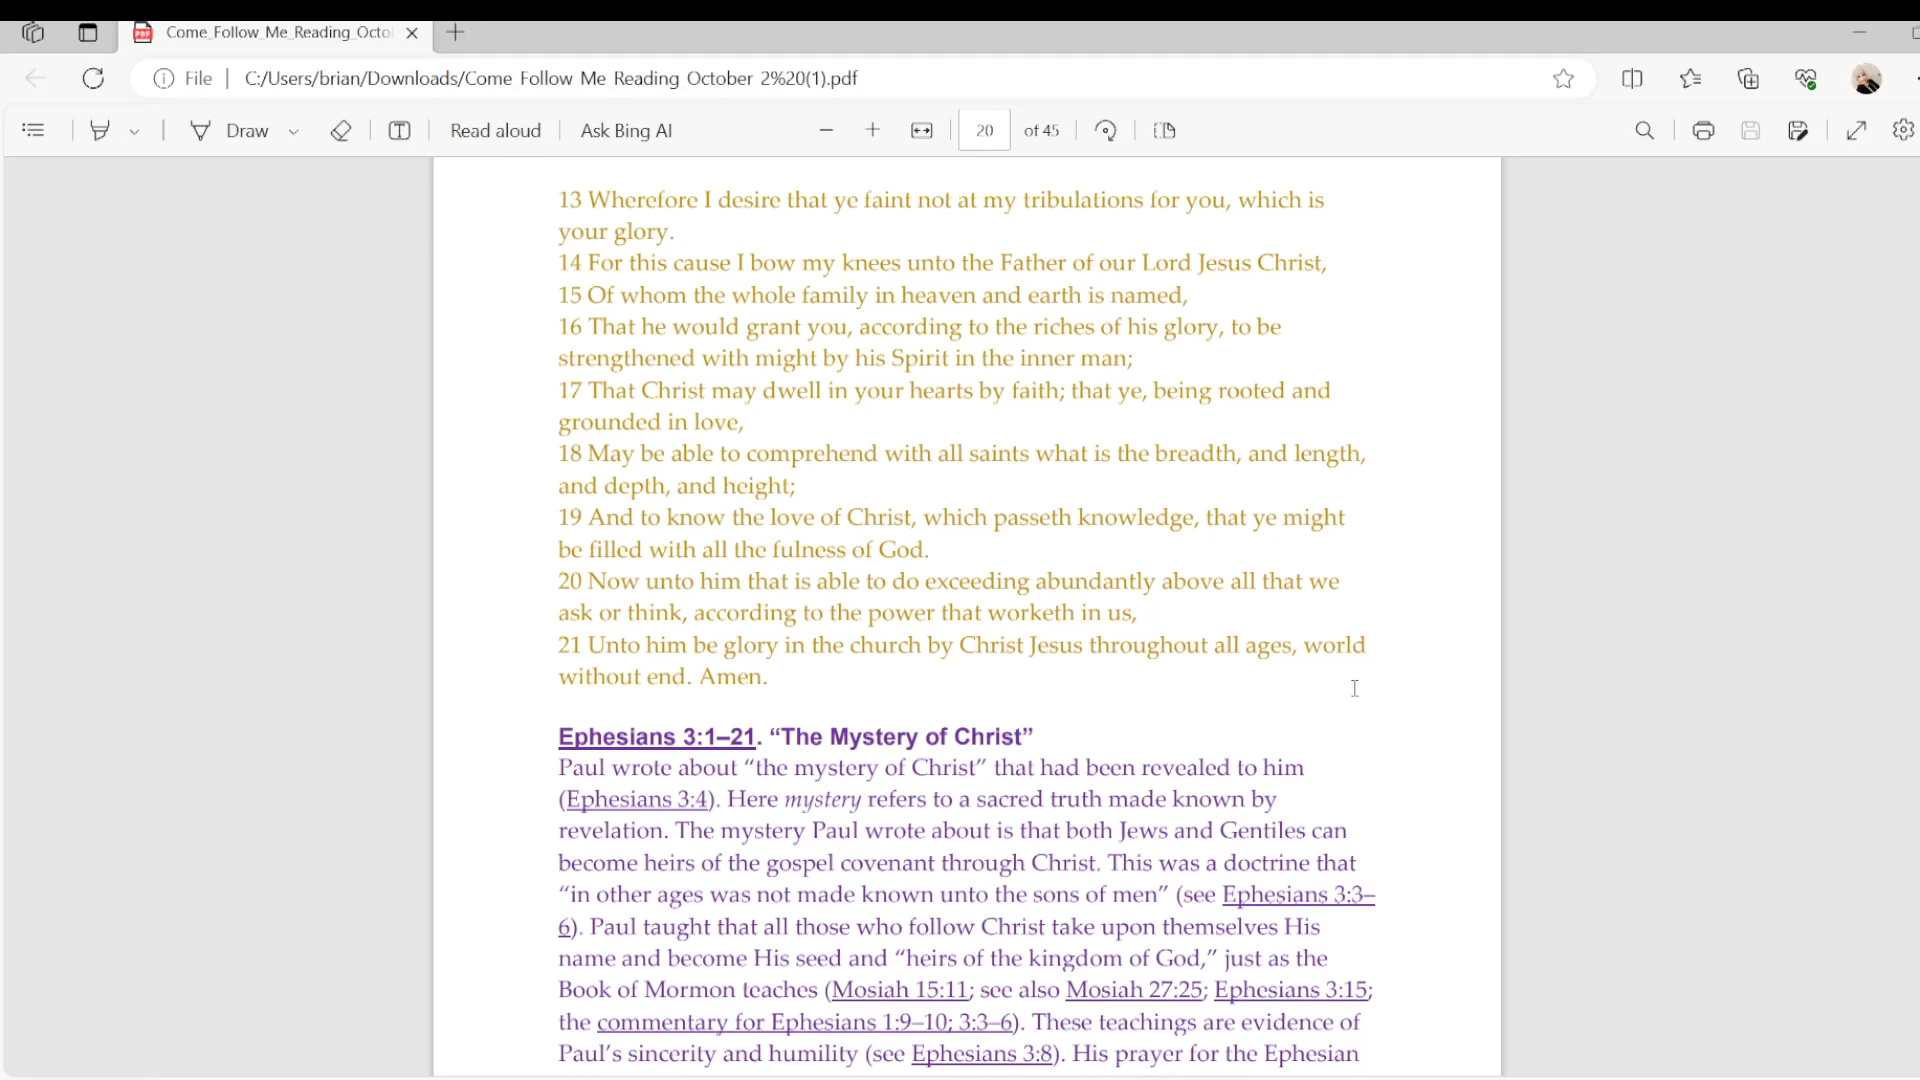 Come_Follow_Me_Reading_Octo
File
C:/Users/brian/Downloads/Come Follow Me Reading October 2%20(1).pdf
Draw
Read aloud
Ask Bing AI
20
of 45
13 Wherefore I desire that ye faint not at my tribulations for you, which is
your glory.
14 For this cause I bow my knees unto the Father of our Lord Jesus Christ,
15 Of whom the whole family in heaven and earth is named,
16 That he would grant you, according to the riches of his glory, to be
strengthened with might by his Spirit in the inner man;
17 That Christ may dwell in your hearts by faith; that ye, being rooted and
grounded in love,
18 May be able to comprehend with all saints what is the breadth, and length,
and depth, and height;
19 And to know the love of Christ, which passeth knowledge, that ye might
be filled with all the fulness of God.
20 Now unto him that is able to do exceeding abundantly above all that we
ask or think, according to the power that worketh in us,
21 Unto him be glory in the church by Christ Jesus throughout all ages, world
without end. Amen.
Ephesians 3:1–21. “The Mystery of Christ”
Paul wrote about “the mystery of Christ” that had been revealed to him
(Ephesians 3:4). Here mystery refers to a sacred truth made known by
revelation. The mystery Paul wrote about is that both Jews and Gentiles can
become heirs of the gospel covenant through Christ. This was a doctrine that
“in other ages was not made known unto the sons of men” (see Ephesians 3:3–
6). Paul taught that all those who follow Christ take upon themselves His
name and become His seed and “heirs of the kingdom of God,” just as the
Book of Mormon teaches (Mosiah 15:11; see also Mosiah 27:25; Ephesians 3:15;
the commentary for Ephesians 1:9–10; 3:3–6). These teachings are evidence of
Paul’s sincerity and humility (see Ephesians 3:8). His prayer for the Ephesian